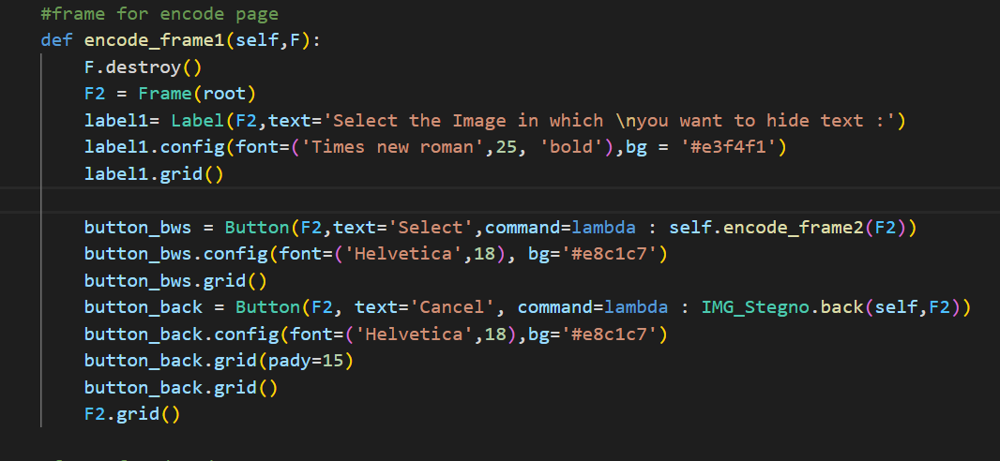 #frame for encode page
def encode_frame1(self,F):
    F.destroy()
    F2 = Frame(root)
    label1= Label(F2,text='Select the Image in which \nyou want to hide text :')
    label1.config(font=('Times new roman',25, 'bold'),bg = '#e3f4f1')
    label1.grid()

    button_bws = Button(F2,text='Select',command=lambda : self.encode_frame2(F2))
    button_bws.config(font=('Helvetica',18), bg='#e8c1c7')
    button_bws.grid()
    button_back = Button(F2, text='Cancel', command=lambda : IMG_Stegno.back(self,F2))
    button_back.config(font=('Helvetica',18),bg='#e8c1c7')
    button_back.grid(pady=15)
    button_back.grid()
    F2.grid()